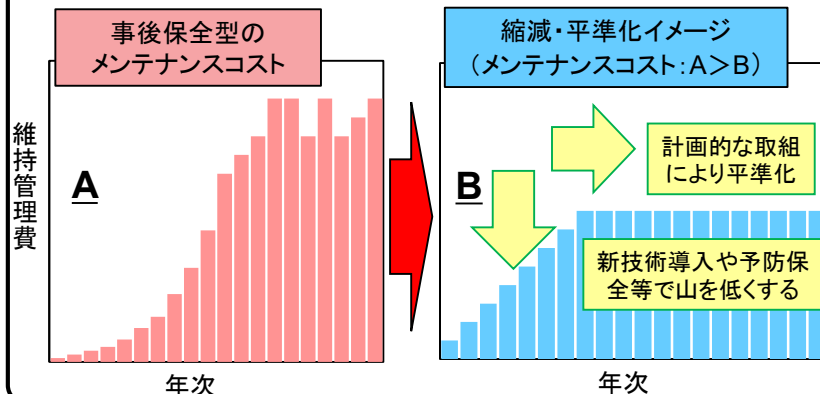 事後保全型の
メンテナンスコスト
維持管理費
A
年次
縮減・平準化イメージ
（メンテナンスコスト：A＞B）
B
計画的な取組
により平準化
新技術導入や予防保
全等で山を低くする
年次